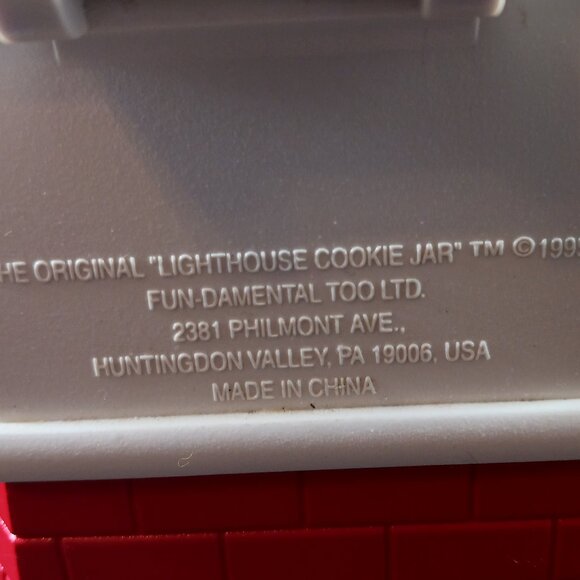 HE ORIGINAL "LIGHTHOUSE COOKIE JAR" ™ ©199
FUN-DAMENTAL TOO LTD.
2381 PHILMONT AVE.,
HUNTINGDON VALLEY, PA 19006, USA
MADE IN CHINA